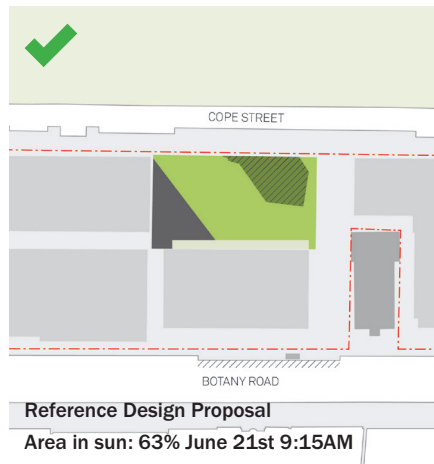 COPE STREET
BOTANY ROAD
Reference Design Proposal
Area in sun: 63% June 21st 9:15AM